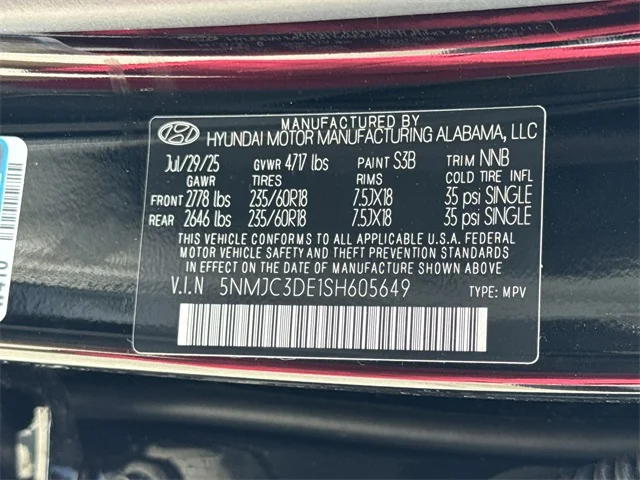 MANUFACTURED BY
HYUNDAI MOTOR MANUFACTURING ALABAMA, LLC
Jul/29/25 GVWR 4717 lbs PAINT S3B TRIM NNB
GAWR TIRES RIMS COLD TIRE INFL
FRONT 2778 lbs 235/60R18 7.5JX18 35 psi SINGLE
REAR 2646 lbs 235/60R18 7.5JX18 35 psi SINGLE
THIS VEHICLE CONFORMS TO ALL APPLICABLE U.S.A. FEDERAL
MOTOR VEHICLE SAFETY AND THEFT PREVENTION STANDARDS
IN EFFECT ON THE DATE OF MANUFACTURE SHOWN ABOVE.
V.I.N 5NMJC3DE1SH605649 TYPE: MPV